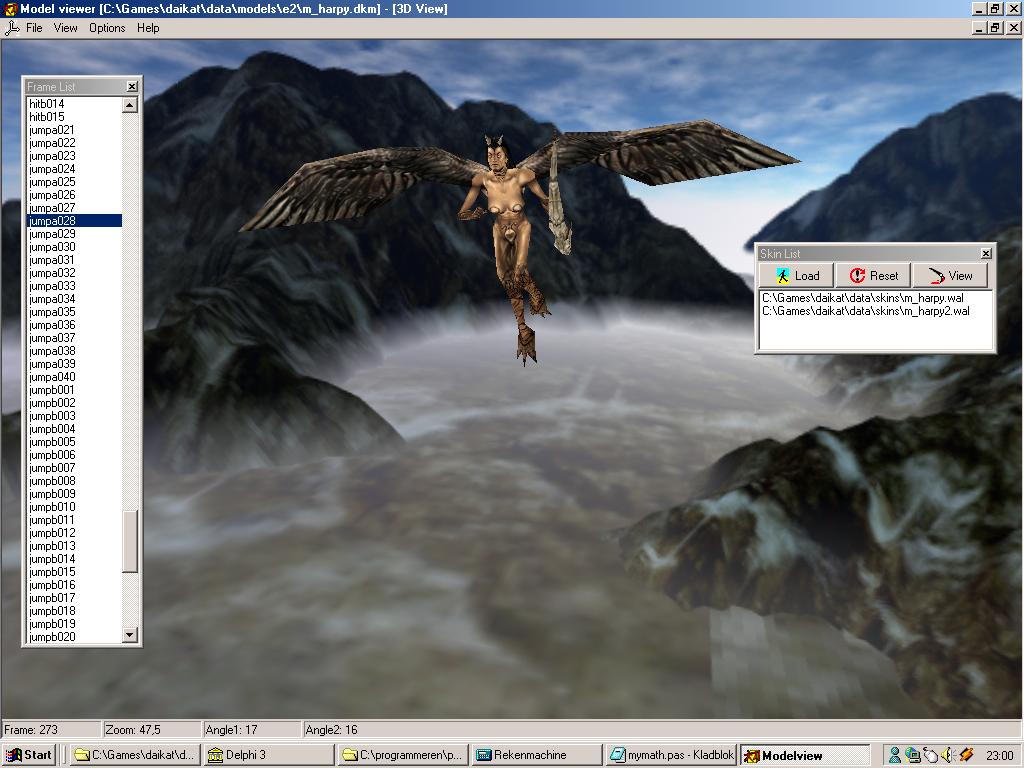 Model viewer [C:\Games\daikat\data\models\e2\m_harpy.dkm] - [3D View]
File View Options Help
Frame List
hitb014
hitb015
jumpa021
jumpa022
jumpa023
jumpa024
jumpa025
jumpa026
jumpa027
jumpa028
jumpa029
jumpa030
jumpa031
jumpa032
jumpa033
jumpa034
jumpa035
jumpa036
jumpa037
jumpa038
jumpa039
jumpa040
jumpb001
jumpb002
jumpb003
jumpb004
jumpb005
jumpb006
jumpb007
jumpb008
jumpb009
jumpb010
jumpb011
jumpb012
jumpb013
jumpb014
jumpb015
jumpb016
jumpb017
jumpb018
jumpb019
jumpb020
Skin List
Load Reset View
C:\Games\daikat\data\skins\m_harpy.wal
C:\Games\daikat\data\skins\m_harpy2.wal
Frame: 273 Zoom: 47,5 Angle1: 17 Angle2: 16
Start C:\Games\daikat\d... Delphi 3 C:\programmeren\p... Rekenmachine mymath.pas - Kladblok Modelview 23:00